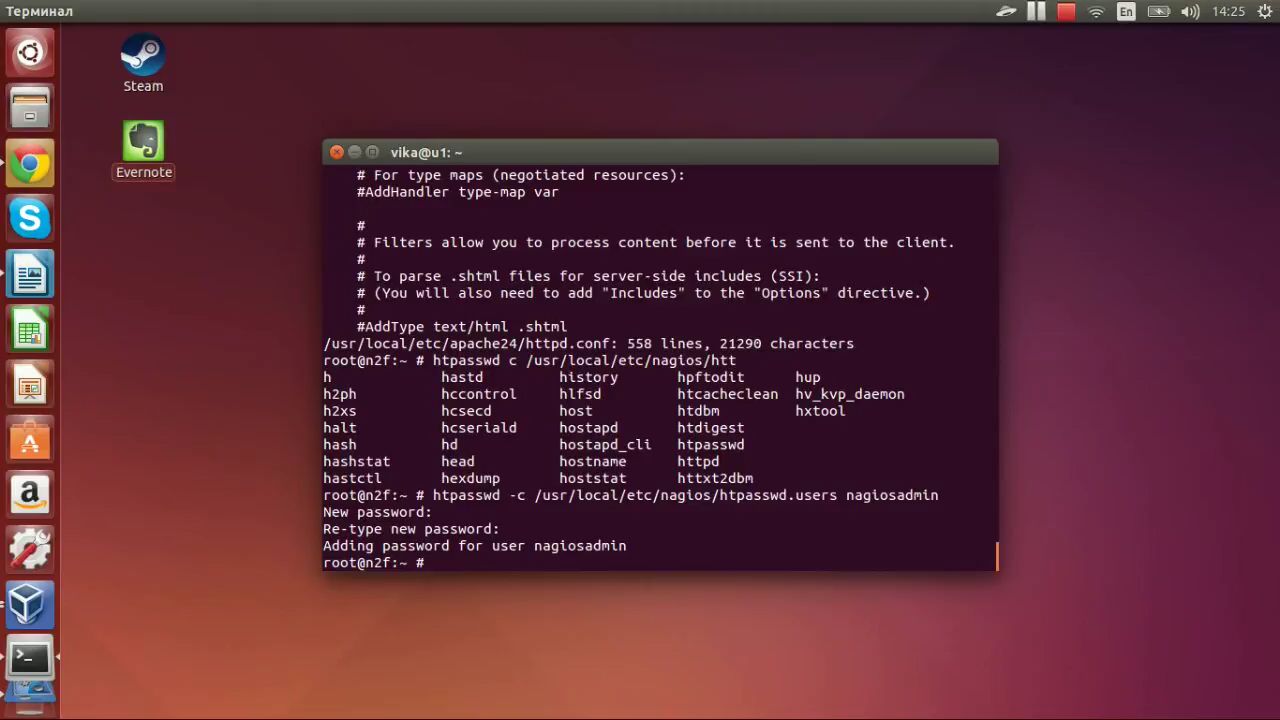 Терминал
En
14:25
Steam
Evernote
vika@u1: ~
# For type maps (negotiated resources):
#AddHandler type-map var
#
# Filters allow you to process content before it is sent to the client.
#
# To parse .shtml files for server-side includes (SSI):
# (You will also need to add "Includes" to the "Options" directive.)
#
#AddType text/html .shtml
/usr/local/etc/apache24/httpd.conf: 558 lines, 21290 characters
root@n2f:~ # htpasswd c /usr/local/etc/nagios/htt
h hastd history hpftodit hup
h2ph hccontrol hlfsd htcacheclean hv_kvp_daemon
h2xs hcsecd host htdbm hxtool
halt hcseriald hostapd htdigest
hash hd hostapd_cli htpasswd
hashstat head hostname httpd
hastctl hexdump hoststat httxt2dbm
root@n2f:~ # htpasswd -c /usr/local/etc/nagios/htpasswd.users nagiosadmin
New password:
Re-type new password:
Adding password for user nagiosadmin
root@n2f:~ #